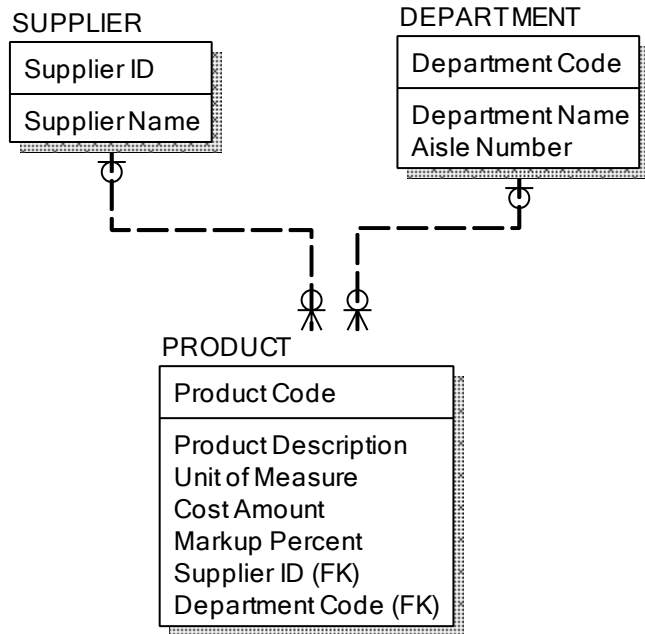 SUPPLIER
Supplier ID
Supplier Name
DEPARTMENT
Department Code
Department Name
Aisle Number
PRODUCT
Product Code
Product Description
Unit of Measure
Cost Amount
Markup Percent
Supplier ID (FK)
Department Code (FK)